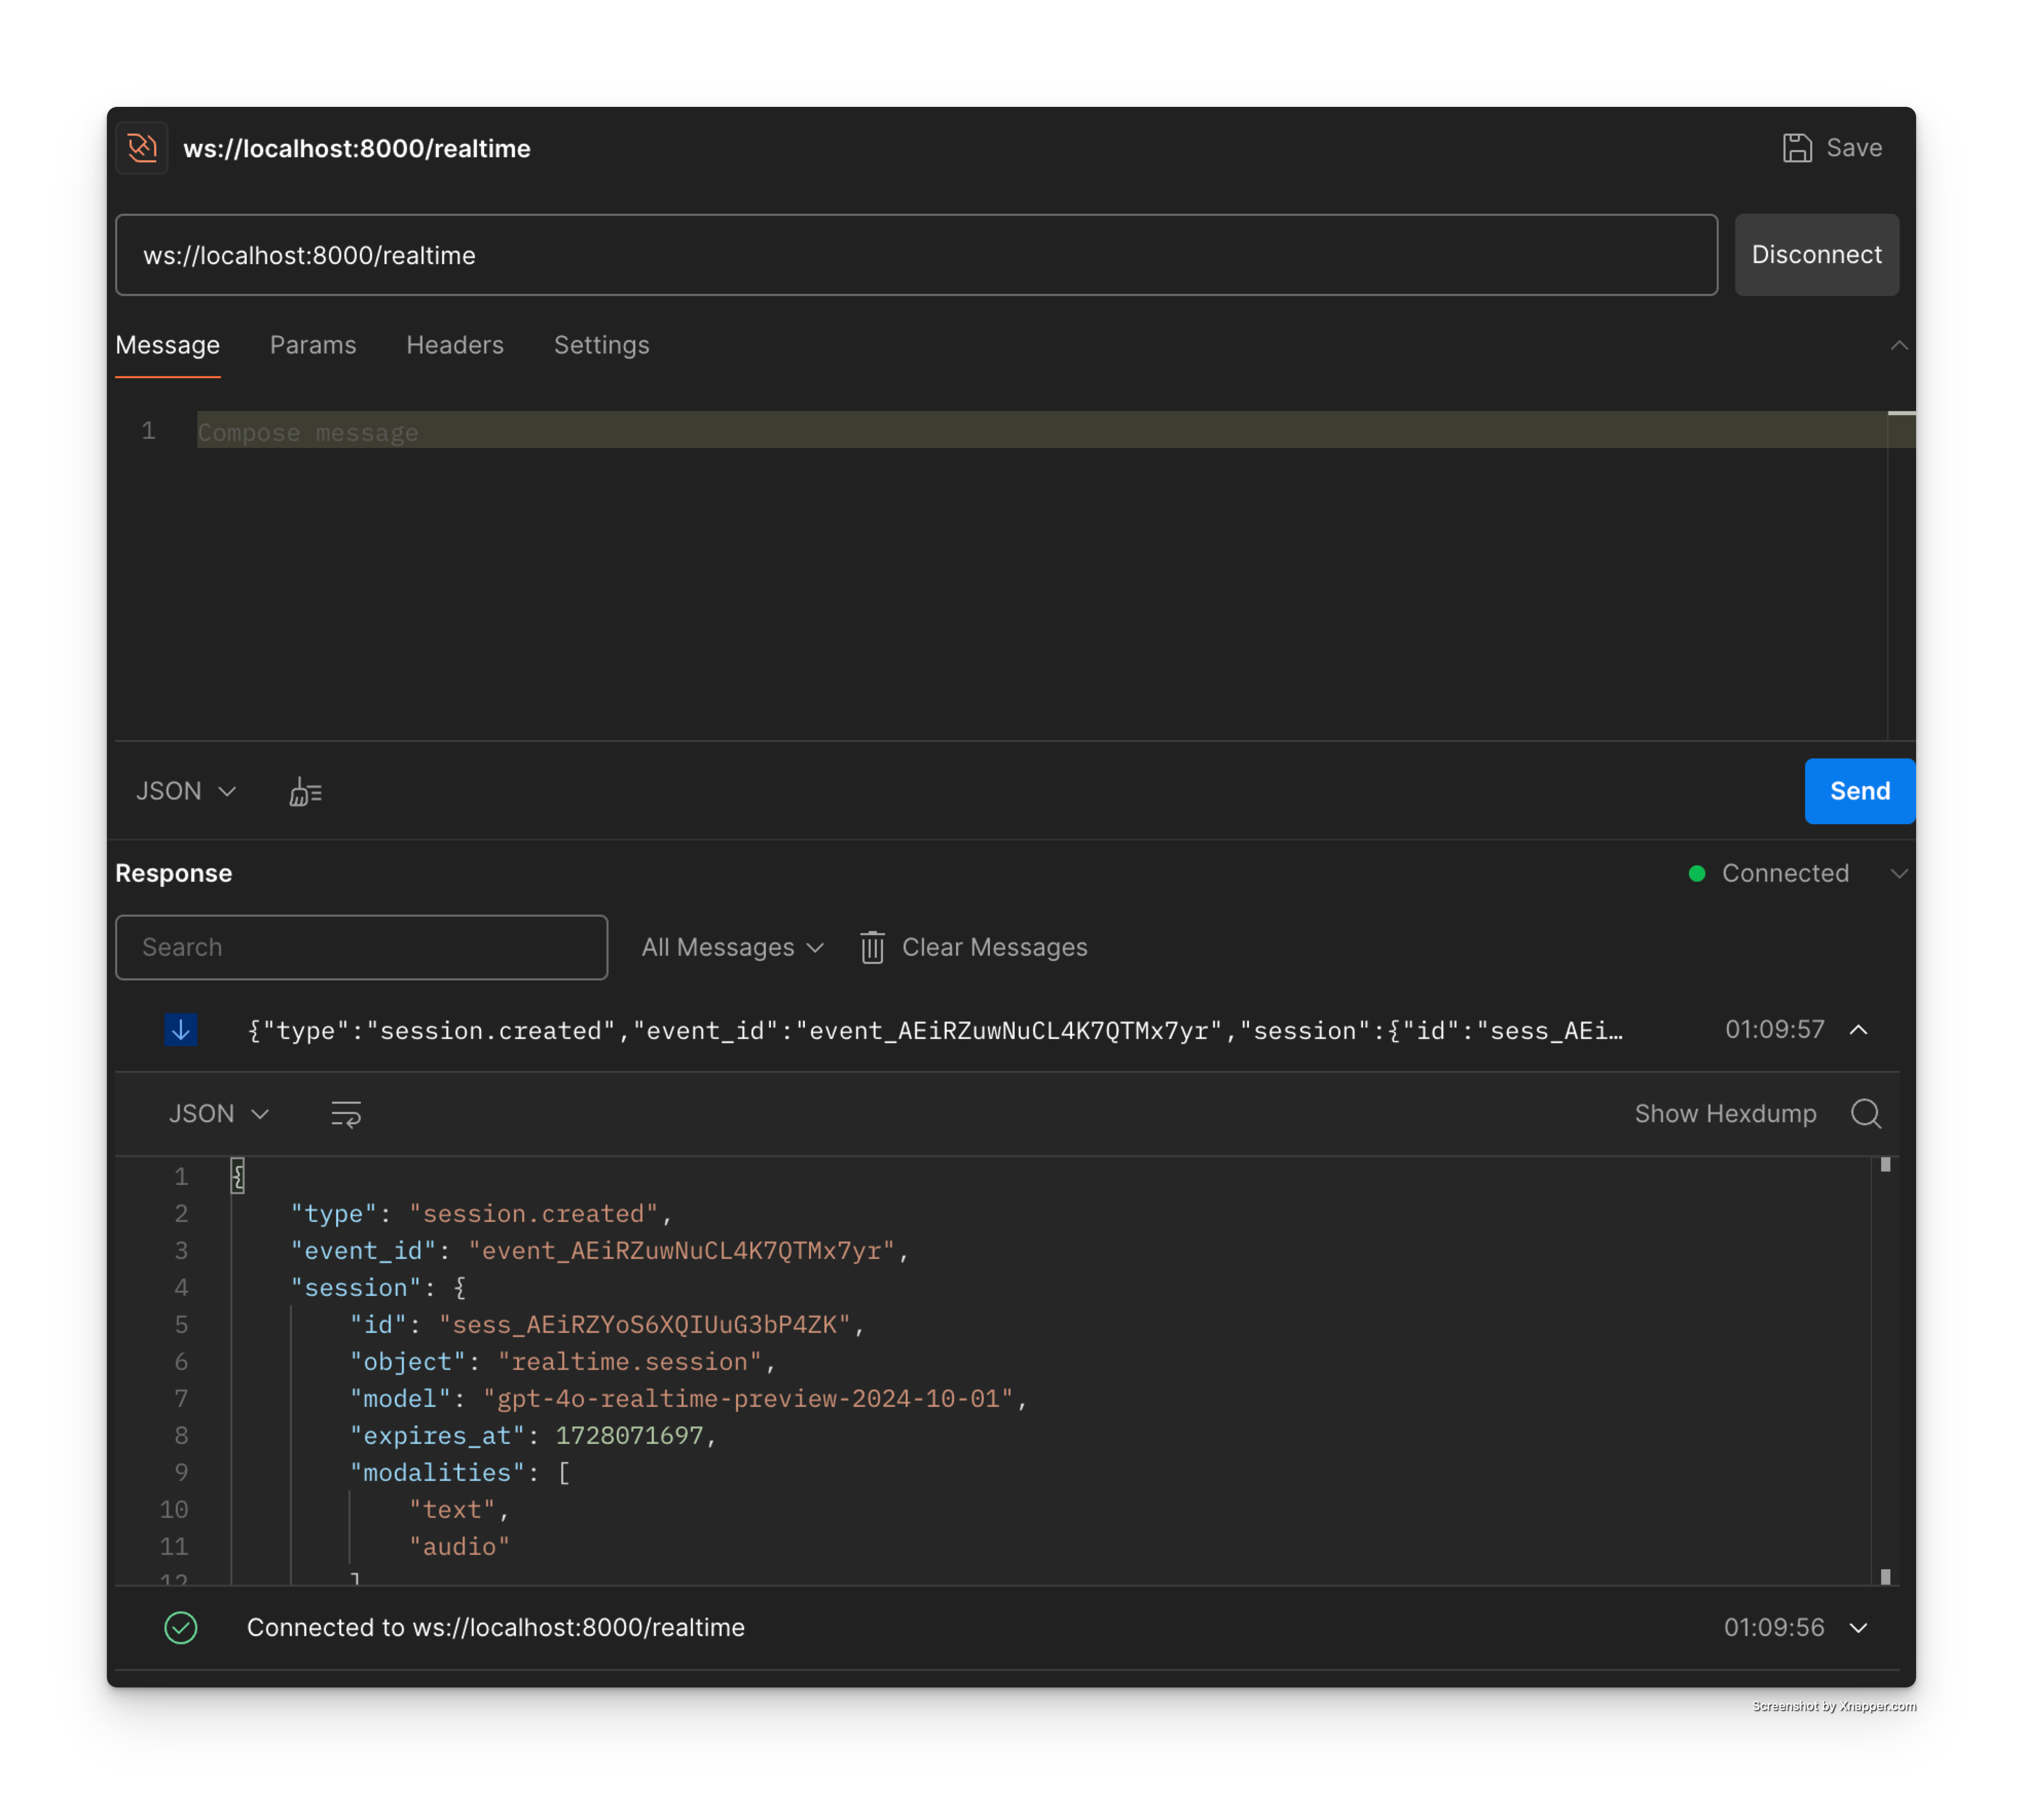 ws://localhost:8000/realtime
Save
ws://localhost:8000/realtime
Disconnect
Message Params Headers Settings
1 Compose message
JSON
Send
Response
Connected
Search
All Messages
Clear Messages
{"type":"session.created","event_id":"event_AEiRZuwNuCL4K7QTMx7yr","session":{"id":"sess_AEi… 01:09:57
JSON
Show Hexdump
1 {
2 "type": "session.created",
3 "event_id": "event_AEiRZuwNuCL4K7QTMx7yr",
4 "session": {
5 "id": "sess_AEiRZYoS6XQIUuG3bP4ZK",
6 "object": "realtime.session",
7 "model": "gpt-4o-realtime-preview-2024-10-01",
8 "expires_at": 1728071697,
9 "modalities": [
10 "text",
11 "audio"
12 ]
Connected to ws://localhost:8000/realtime 01:09:56
Screenshot by Xnapper.com